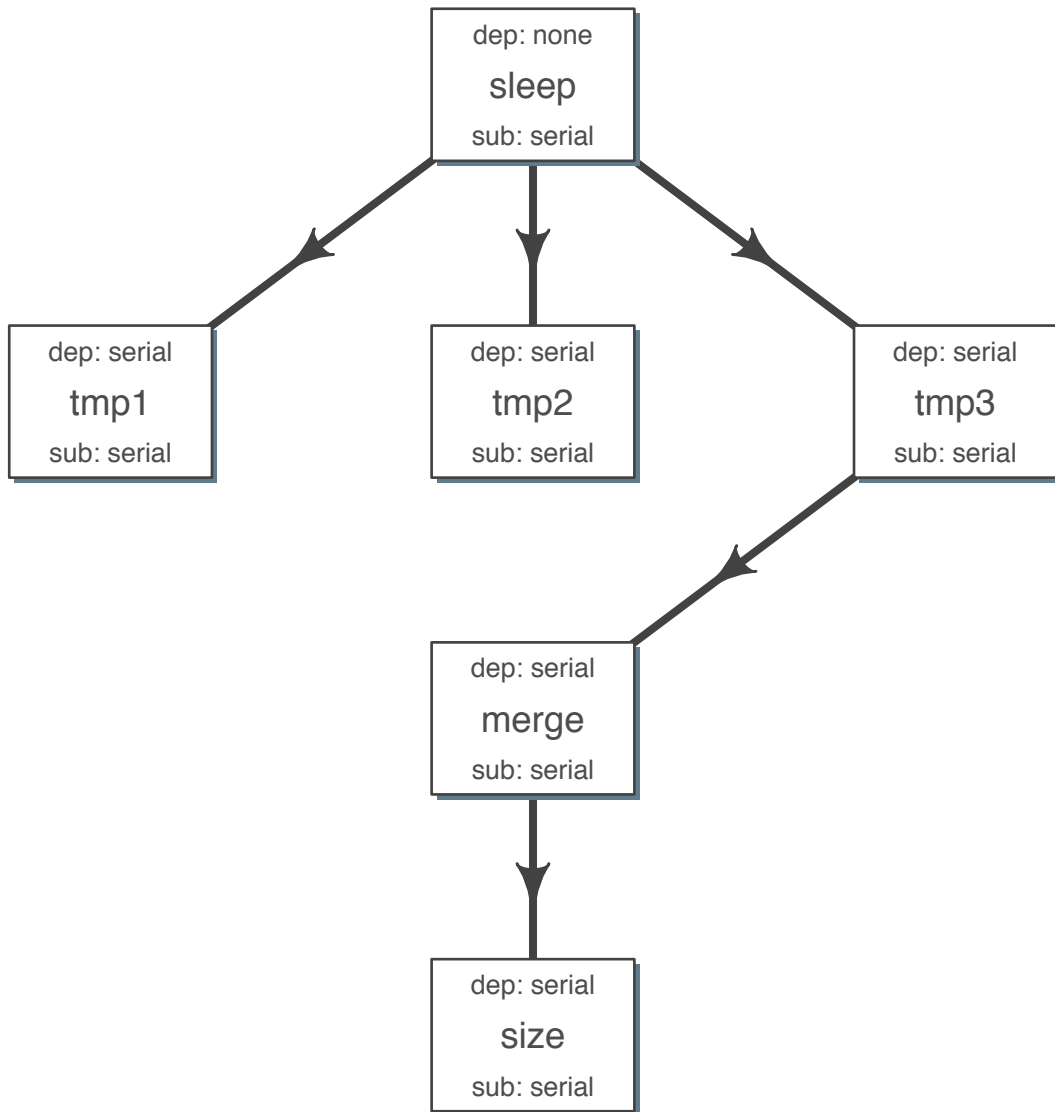 dep: none
sleep
sub: serial
dep: serial
tmp1
sub: serial
dep: serial
tmp2
sub: serial
dep: serial
tmp3
sub: serial
dep: serial
merge
sub: serial
dep: serial
size
sub: serial